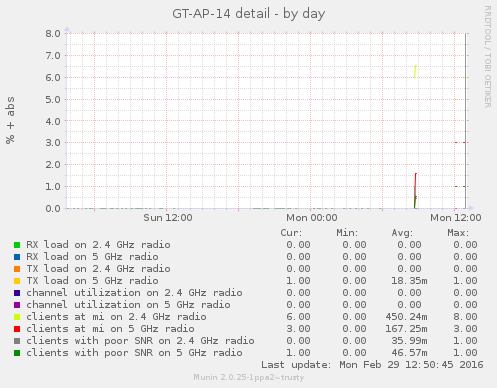 GT-AP-14 detail - by day
RRDTOOL / TOBI OETIKER
% + abs
8.0
7.0
6.0
5.0
4.0
3.0
2.0
1.0
0.0
Sun 12:00 Mon 00:00 Mon 12:00
Cur: Min: Avg: Max:
RX load on 2.4 GHz radio 0.00 0.00 0.00 0.00
RX load on 5 GHz radio 0.00 0.00 0.00 0.00
TX load on 2.4 GHz radio 0.00 0.00 0.00 0.00
TX load on 5 GHz radio 1.00 0.00 18.35m 1.00
channel utilization on 2.4 GHz radio 0.00 0.00 0.00 0.00
channel utilization on 5 GHz radio 0.00 0.00 0.00 0.00
clients at mi on 2.4 GHz radio 6.00 0.00 450.24m 8.00
clients at mi on 5 GHz radio 3.00 0.00 167.25m 3.00
clients with poor SNR on 2.4 GHz radio 0.00 0.00 35.99m 1.00
clients with poor SNR on 5 GHz radio 1.00 0.00 46.57m 1.00
Last update: Mon Feb 29 12:50:45 2016
Munin 2.0.25-1ppa2~trusty